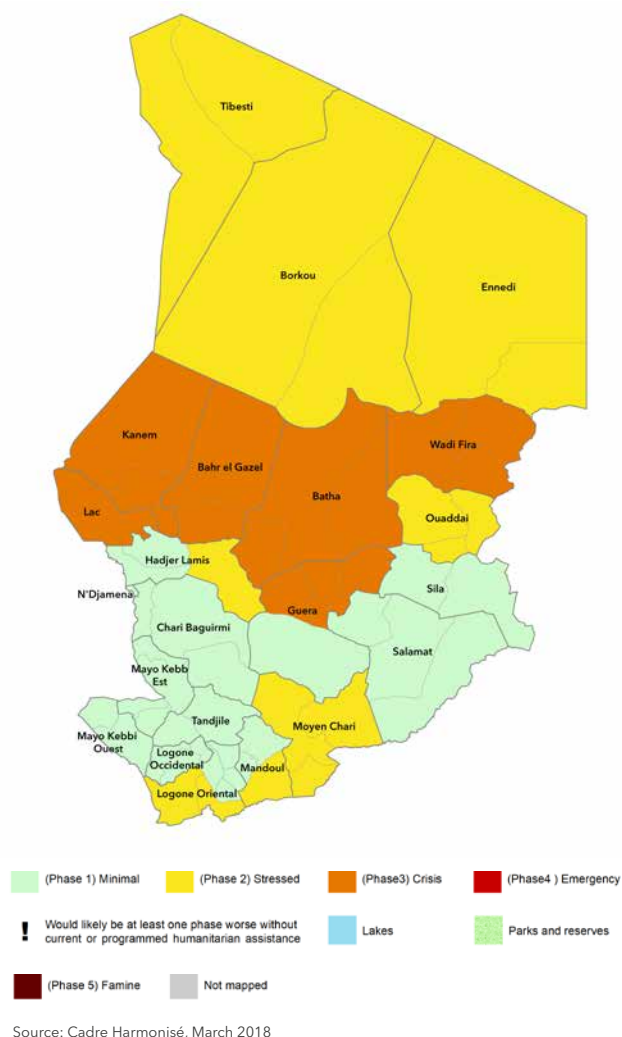 Tibesti
Borkou
Ennedi
Kanem
Wadi Fira
Bahr el Gazel
Batha
Lac
Ouaddai
Hadjer Lamis
N'Djamena
Sila
Guera
Chari Baguirmi
Salamat
Mayo Kebb
Est
Tandjile
Moyen Chari
Mayo Kebbi
Ouest
Logone
Occidental
Mandoul
Logone Oriental
(Phase 1) Minimal
(Phase 2) Stressed
(Phase3) Crisis
(Phase4 ) Emergency
! Would likely be at least one phase worse without
current or programmed humanitarian assistance
Lakes
Parks and reserves
(Phase 5) Famine
Not mapped
Source: Cadre Harmonisé, March 2018